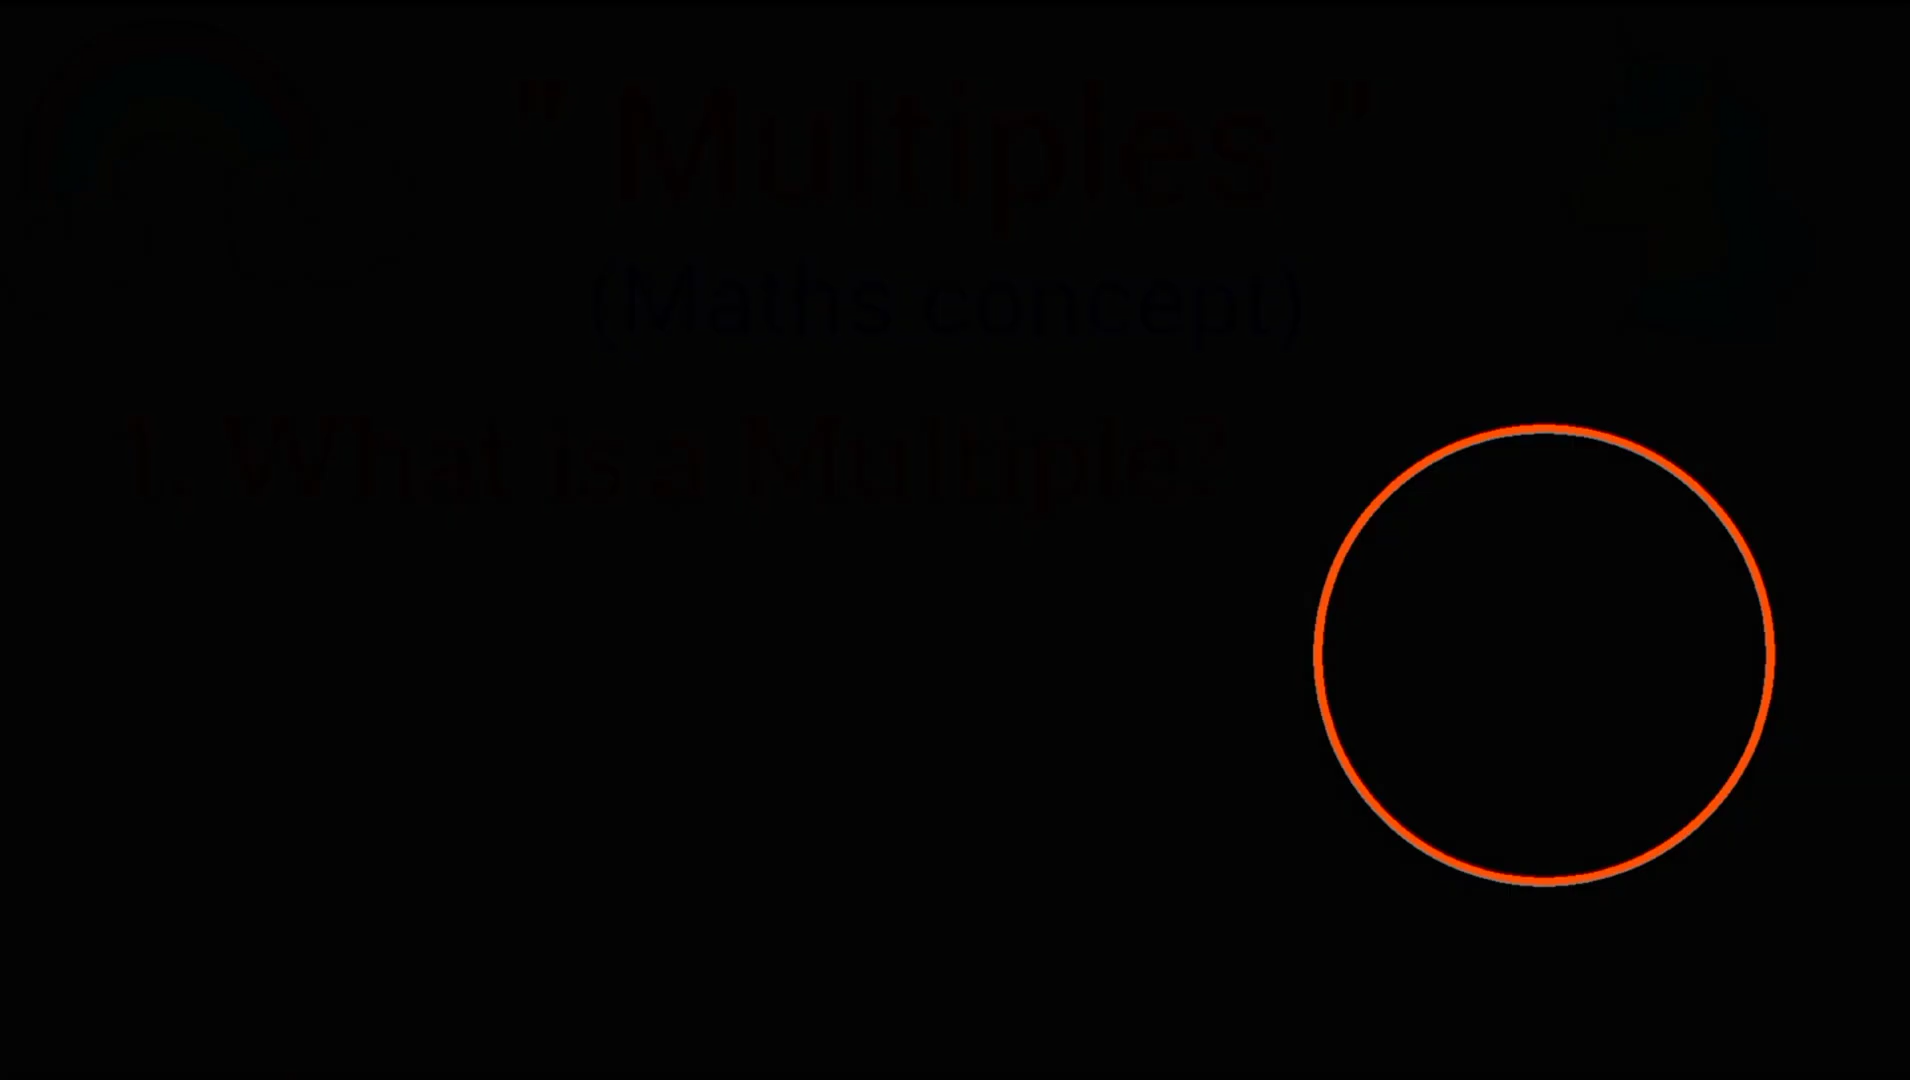 " Multiples "
(Maths concept)
1. What is a Multiple?